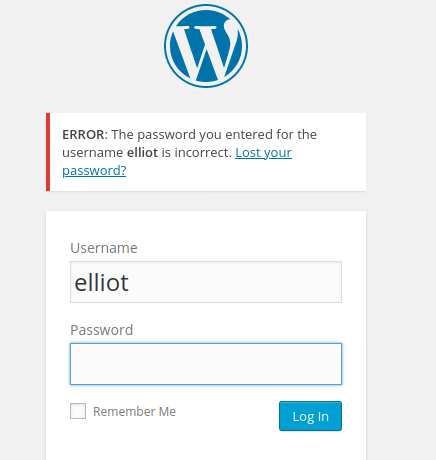 ERROR: The password you entered for the
username elliot is incorrect. Lost your
password?
Username
elliot
Password
Remember Me
Log In